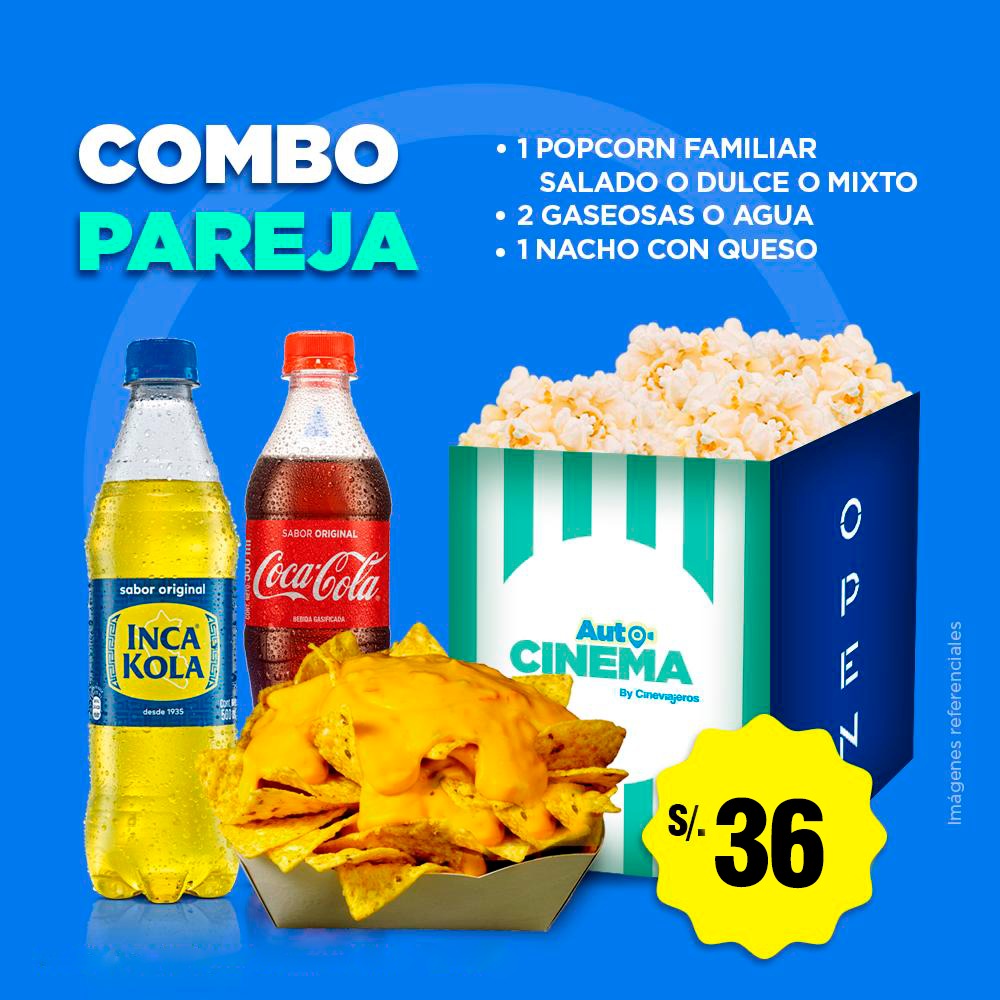 COMBO
PAREJA
• 1 POPCORN FAMILIAR
SALADO O DULCE O MIXTO
• 2 GASEOSAS O AGUA
• 1 NACHO CON QUESO
sabor original
INCA
KOLA
desde 1935
SABOR ORIGINAL
Coca-Cola
BEBIDA GASIFICADA
Auto
CINEMA
By Cineviajeros
OPEN
S/. 36
Imágenes referenciales